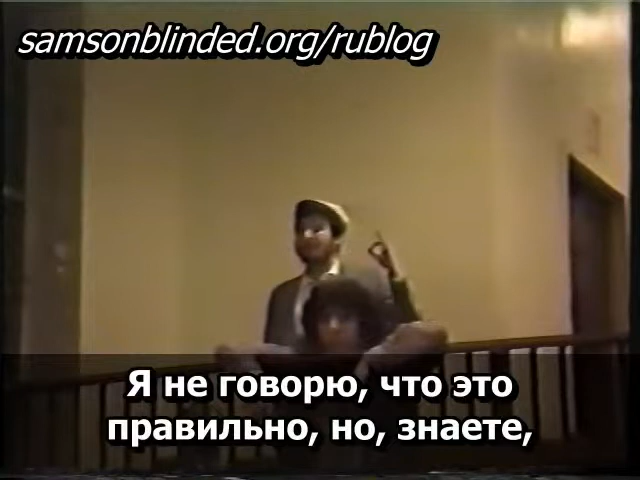 samsonblinded.org/rublog
Я не говорю, что это
правильно, но, знаете,